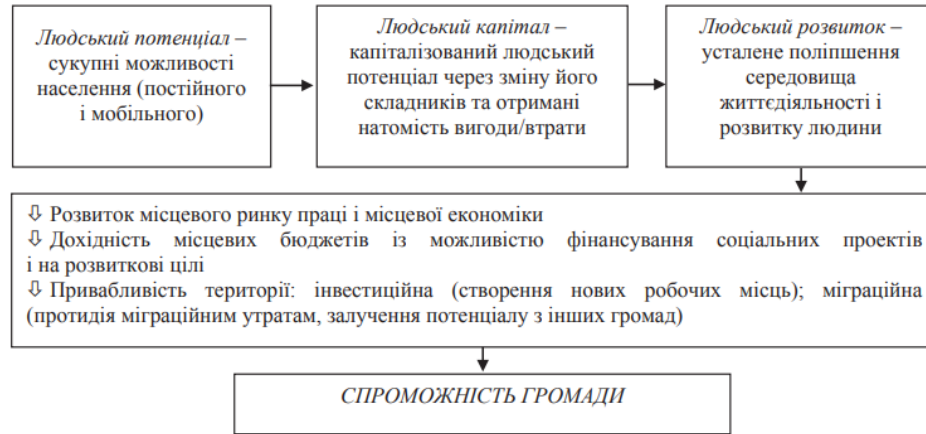 Людський потенціал –
сукупні можливості
населення (постійного
і мобільного)
Людський капітал –
капіталізований людський
потенціал через зміну його
складників та отримані
натомість вигоди/втрати
Людський розвиток –
усталене поліпшення
середовища
життєдіяльності і
розвитку людини
⇩ Розвиток місцевого ринку праці і місцевої економіки
⇩ Дохідність місцевих бюджетів із можливістю фінансування соціальних проектів
і на розвиткові цілі
⇩ Привабливість території: інвестиційна (створення нових робочих місць); міграційна
(протидія міграційним утратам, залучення потенціалу з інших громад)
СПРОМОЖНІСТЬ ГРОМАДИ